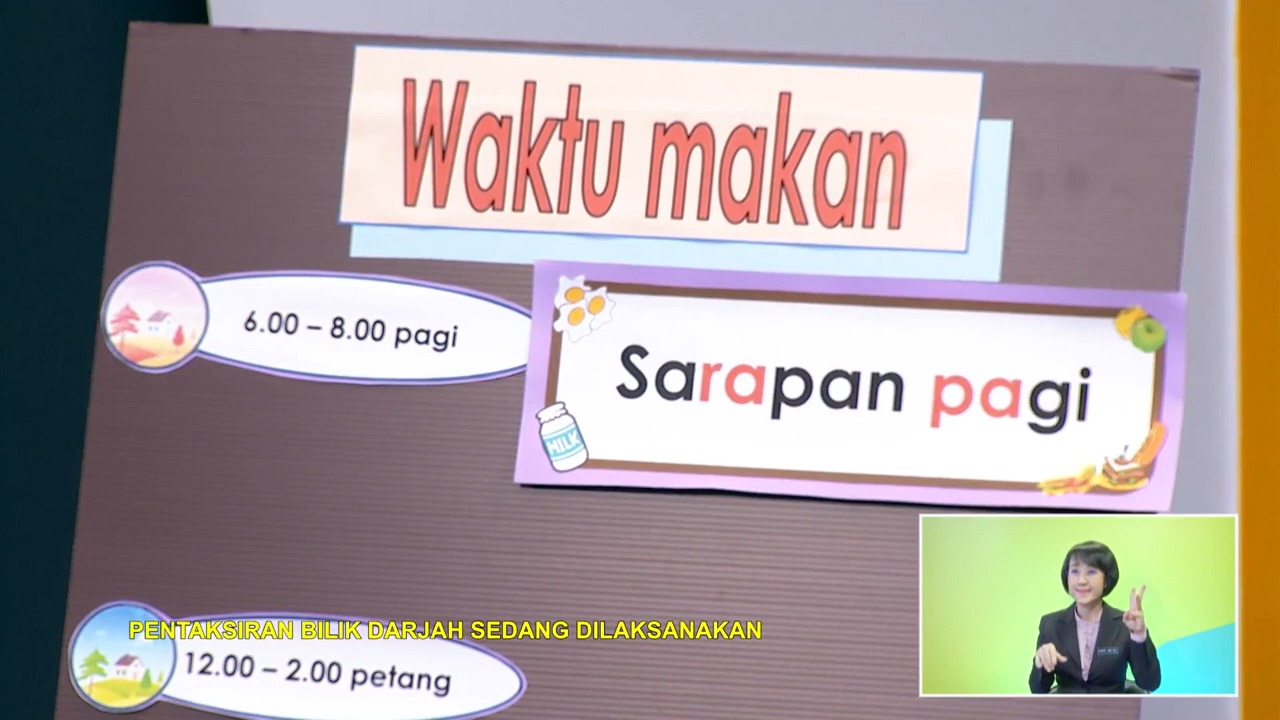 Waktu makan
6.00 – 8.00 pagi
Sarapan pagi
MILK
PENTAKSIRAN BILIK DARJAH SEDANG DILAKSANAKAN
12.00 – 2.00 petang